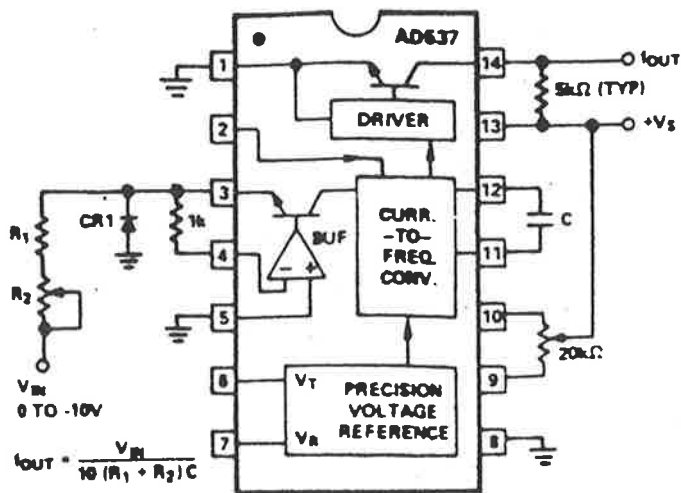 AD537
1
2
3
4
5
6
7
14
13
12
11
10
9
8
fOUT
5kΩ (TYP)
+VS
DRIVER
CURR.
-TO-
FREQ
CONV.
BUF
- +
C
20kΩ
CR1
1k
R1
R2
VIN
0 TO -10V
VT
VR
PRECISION
VOLTAGE
REFERENCE
fOUT = VIN / 10 (R1 + R2) C